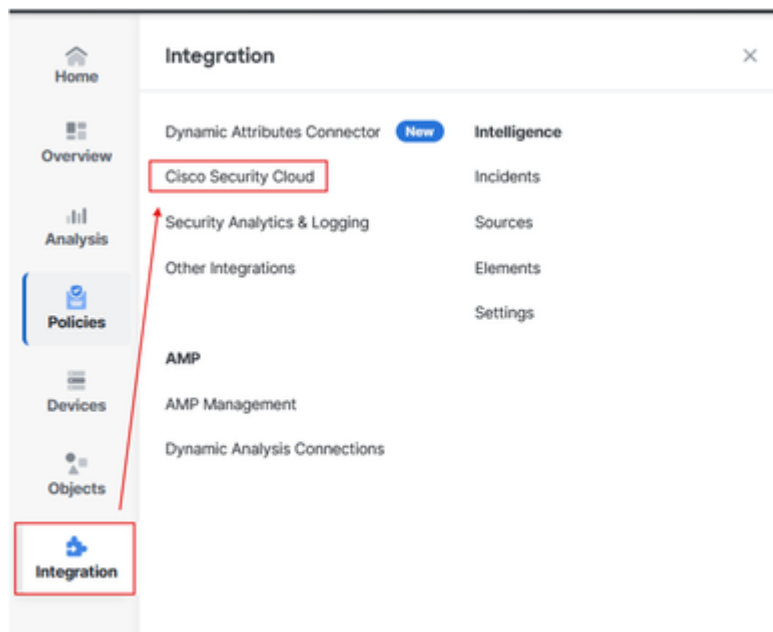 Home
Overview
Analysis
Policies
Devices
Objects
Integration
Integration
Dynamic Attributes Connector New
Cisco Security Cloud
Security Analytics & Logging
Other Integrations
AMP
AMP Management
Dynamic Analysis Connections
Intelligence
Incidents
Sources
Elements
Settings